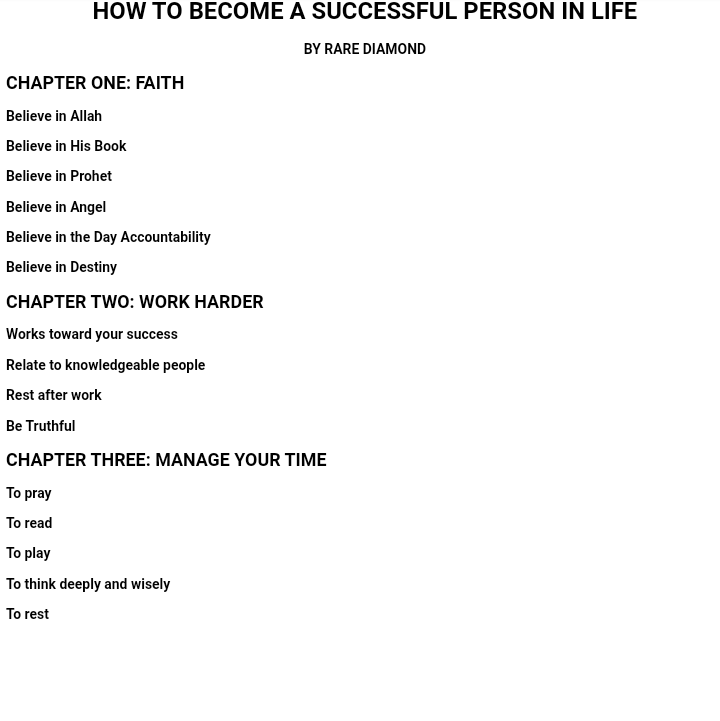 HOW TO BECOME A SUCCESSFUL PERSON IN LIFE
BY RARE DIAMOND
CHAPTER ONE: FAITH
Believe in Allah
Believe in His Book
Believe in Prohet
Believe in Angel
Believe in the Day Accountability
Believe in Destiny
CHAPTER TWO: WORK HARDER
Works toward your success
Relate to knowledgeable people
Rest after work
Be Truthful
CHAPTER THREE: MANAGE YOUR TIME
To pray
To read
To play
To think deeply and wisely
To rest